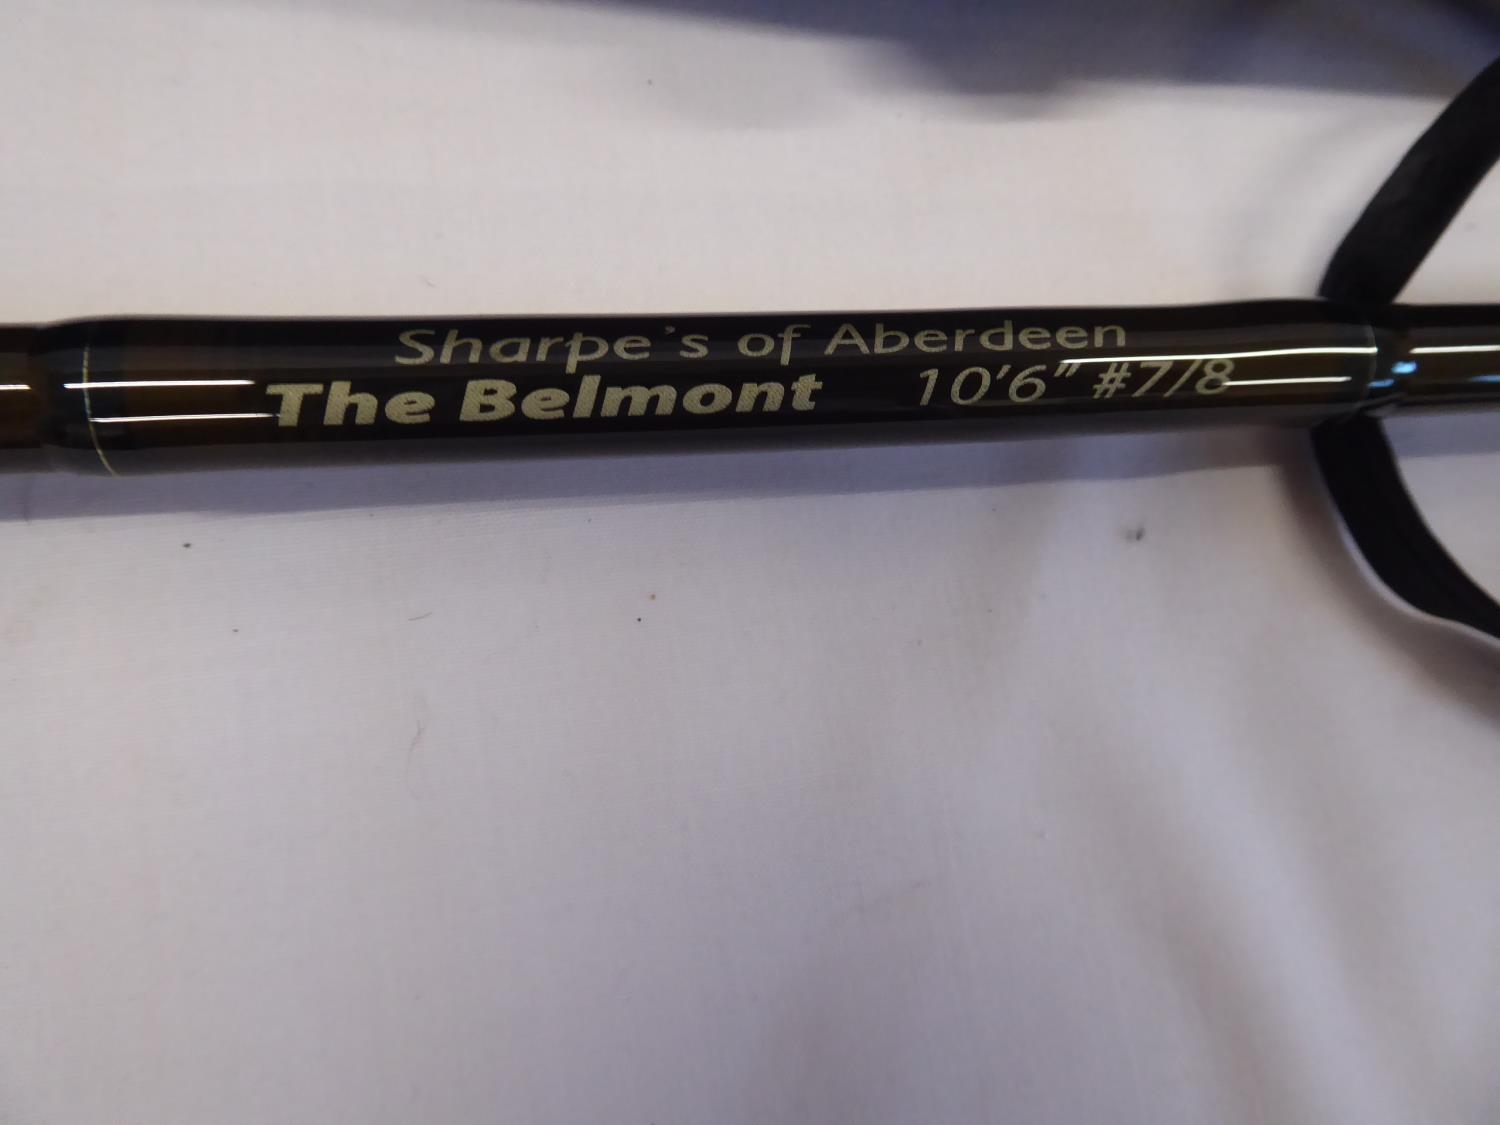 Sharpe's of Aberdeen
The Belmont 10'6" #7/8